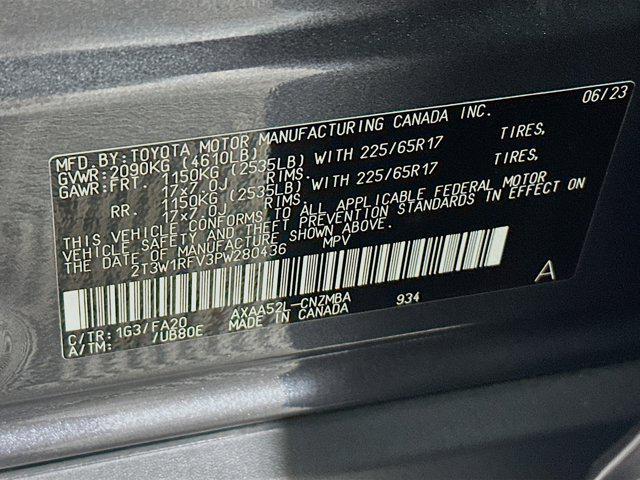 MFD.BY:TOYOTA MOTOR MANUFACTURING CANADA INC. 06/23
GVWR:2090KG (4610LB)
GAWR:FRT. 1150KG (2535LB) WITH 225/65R17 TIRES,
17x7.0J RIMS.
RR. 1150KG (2535LB) WITH 225/65R17 TIRES,
17x7.0J RIMS.
THIS VEHICLE CONFORMS TO ALL APPLICABLE FEDERAL MOTOR
VEHICLE SAFETY AND THEFT PREVENTION STANDARDS IN EFFECT ON
THE DATE OF MANUFACTURE SHOWN ABOVE.
2T3W1RFV3PW280436 MPV
A
C/TR:1G3/FA20 AXAA52L-CNZMBA 934
A/TM: /UB80E MADE IN CANADA